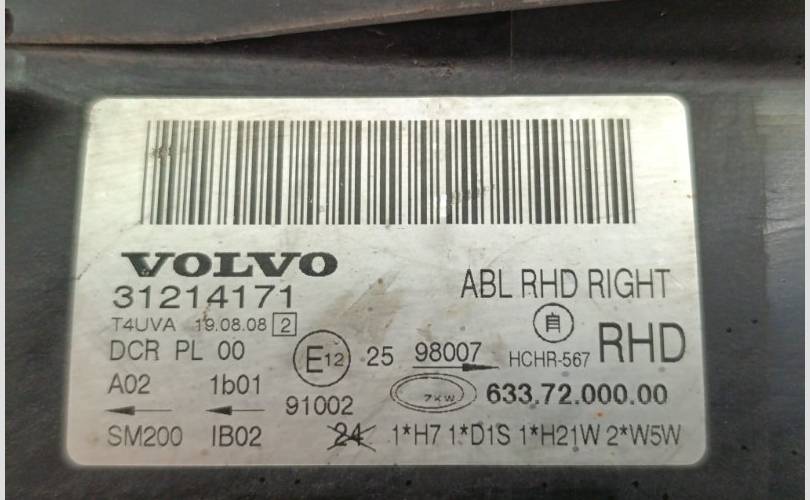 VOLVO
31214171
ABL RHD RIGHT
T4UVA 19.08.08 2
DCR PL 00
E12 25 98007
自
HCHR-567
RHD
A02 1b01
91002
ZKW 633.72.000.00
SM200 IB02
24 1*H7 1*D1S 1*H21W 2*W5W